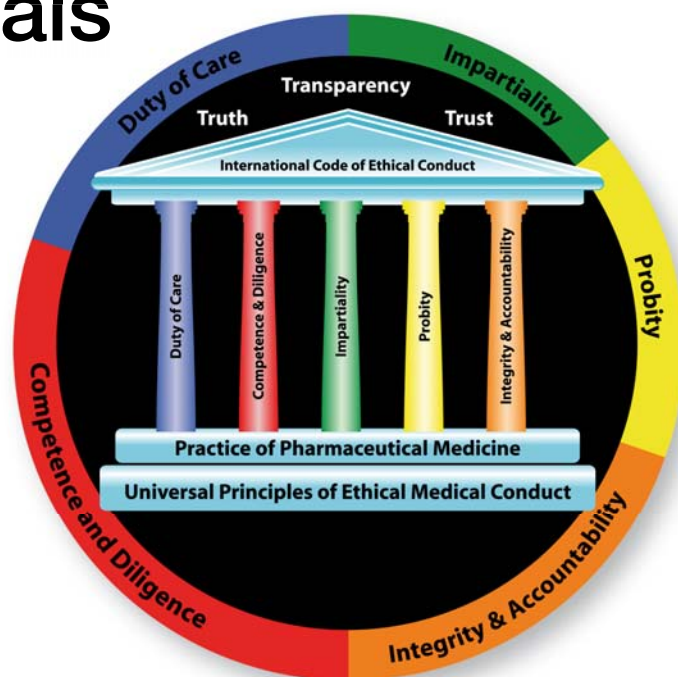 Duty of Care
Impartiality
Transparency
Truth
Trust
International Code of Ethical Conduct
Probity
Duty of Care
Competence & Diligence
Impartiality
Probity
Integrity & Accountability
Practice of Pharmaceutical Medicine
Universal Principles of Ethical Medical Conduct
Competence and Diligence
Integrity & Accountability